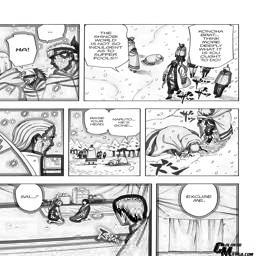 KONOHA
BRAT...
THINK
MORE
DEEPLY
WHAT IT
IS YOU
OUGHT
TO DO!
THE
SHINOBI
WORLD
IS NOT SO
INDULGENT
AS TO
SUFFER
FOOLS!!
HA!
NARUTO...
HE'S
GONE.
RAISE
YOUR
HEAD.
EXCUSE
ME.
SAI...!